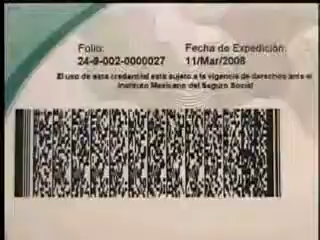 Folio: Fecha de Expedición:
24-9-002-0000027 11/Mar/2008
El uso de esta credencial está sujeto a la vigencia de derechos ante el
Instituto Mexicano del Seguro Social